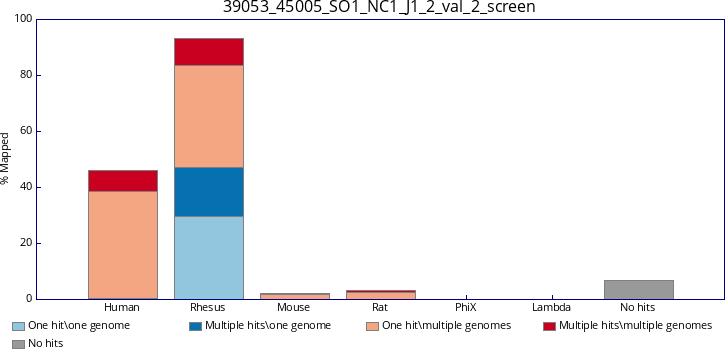 39053_45005_SO1_NC1_J1_2_val_2_screen
100
80
60
40
20
0
% Mapped
Human Rhesus Mouse Rat PhiX Lambda No hits
One hit\one genome Multiple hits\one genome One hit\multiple genomes Multiple hits\multiple genomes
No hits